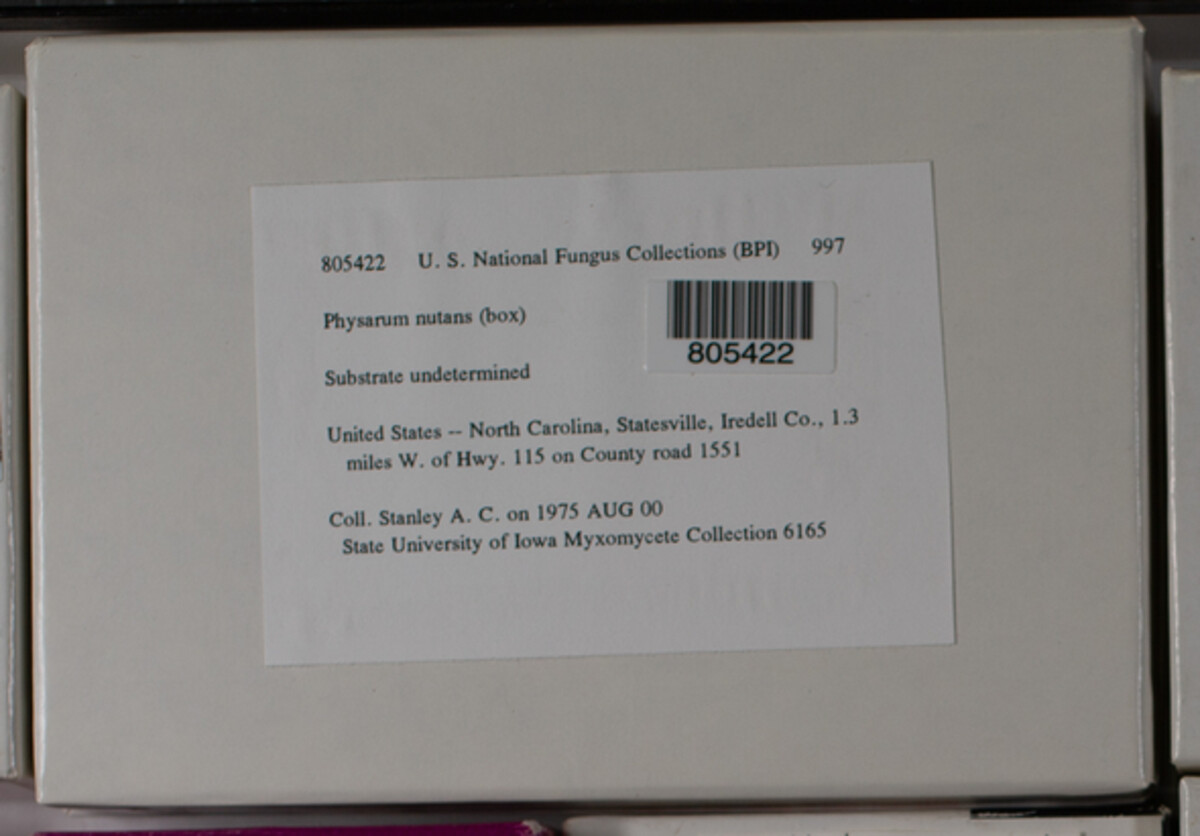 805422 U. S. National Fungus Collections (BPI) 997
Physarum nutans (box)
805422
Substrate undetermined
United States -- North Carolina, Statesville, Iredell Co., 1.3
miles W. of Hwy. 115 on County road 1551
Coll. Stanley A. C. on 1975 AUG 00
State University of Iowa Myxomycete Collection 6165